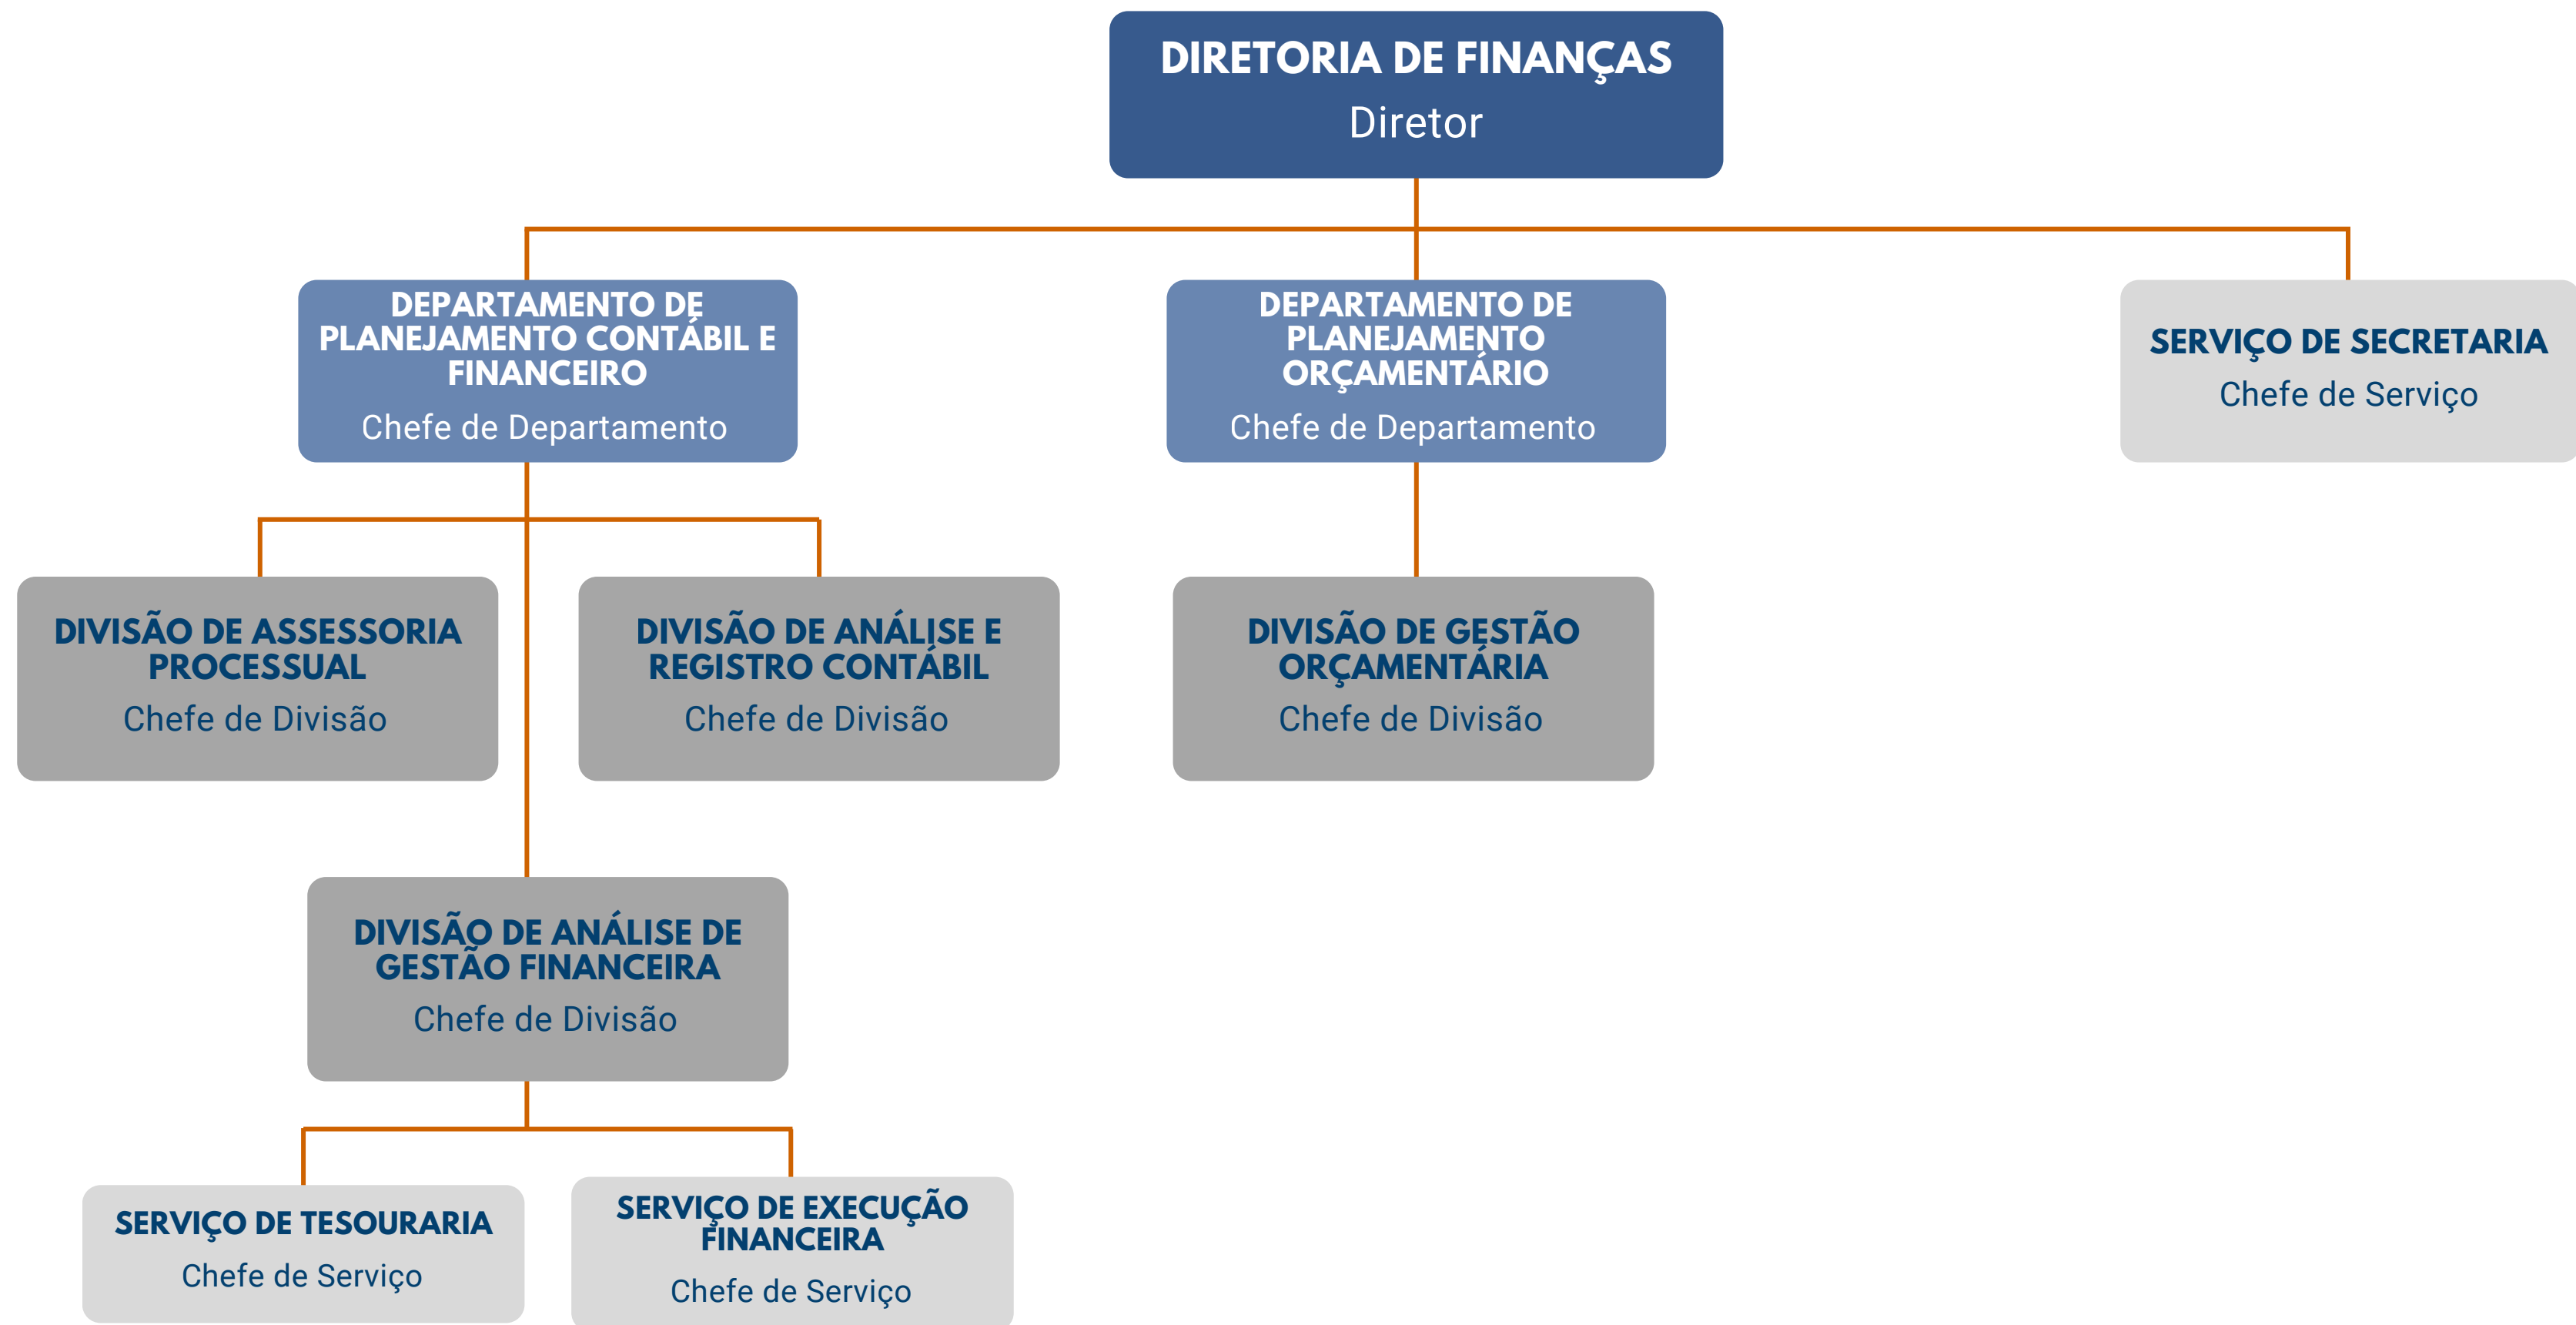 DIRETORIA DE FINANÇAS
Diretor
DEPARTAMENTO DE
PLANEJAMENTO CONTÁBIL E
FINANCEIRO
Chefe de Departamento
DEPARTAMENTO DE
PLANEJAMENTO
ORÇAMENTÁRIO
Chefe de Departamento
SERVIÇO DE SECRETARIA
Chefe de Serviço
DIVISÃO DE ASSESSORIA
PROCESSUAL
Chefe de Divisão
DIVISÃO DE ANÁLISE E
REGISTRO CONTÁBIL
Chefe de Divisão
DIVISÃO DE GESTÃO
ORÇAMENTÁRIA
Chefe de Divisão
DIVISÃO DE ANÁLISE DE
GESTÃO FINANCEIRA
Chefe de Divisão
SERVIÇO DE TESOURARIA
Chefe de Serviço
SERVIÇO DE EXECUÇÃO
FINANCEIRA
Chefe de Serviço